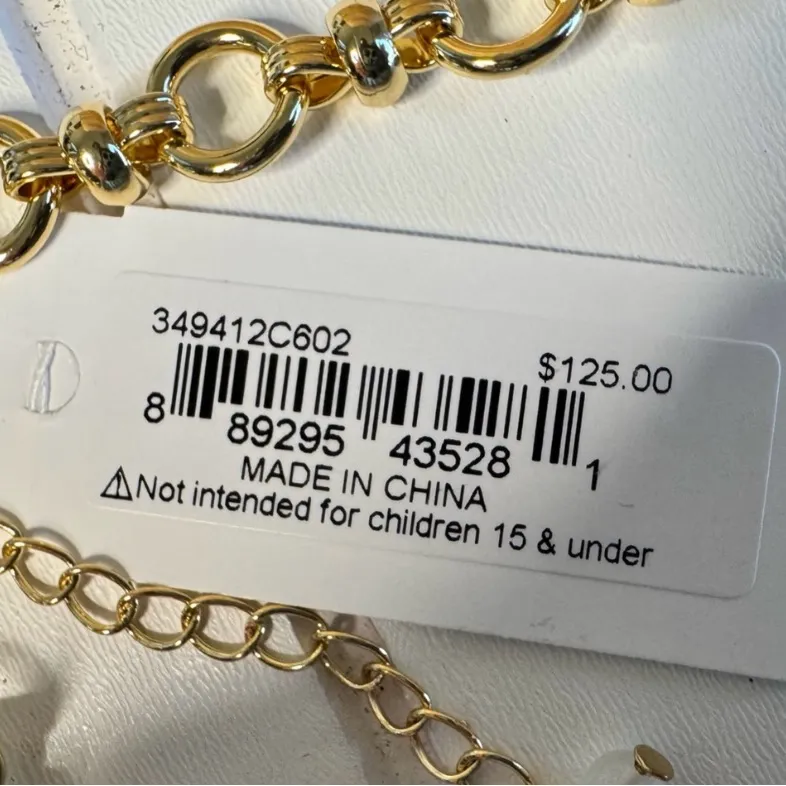 349412C602
$125.00
8 89295 43528 1
MADE IN CHINA
⚠Not intended for children 15 & under